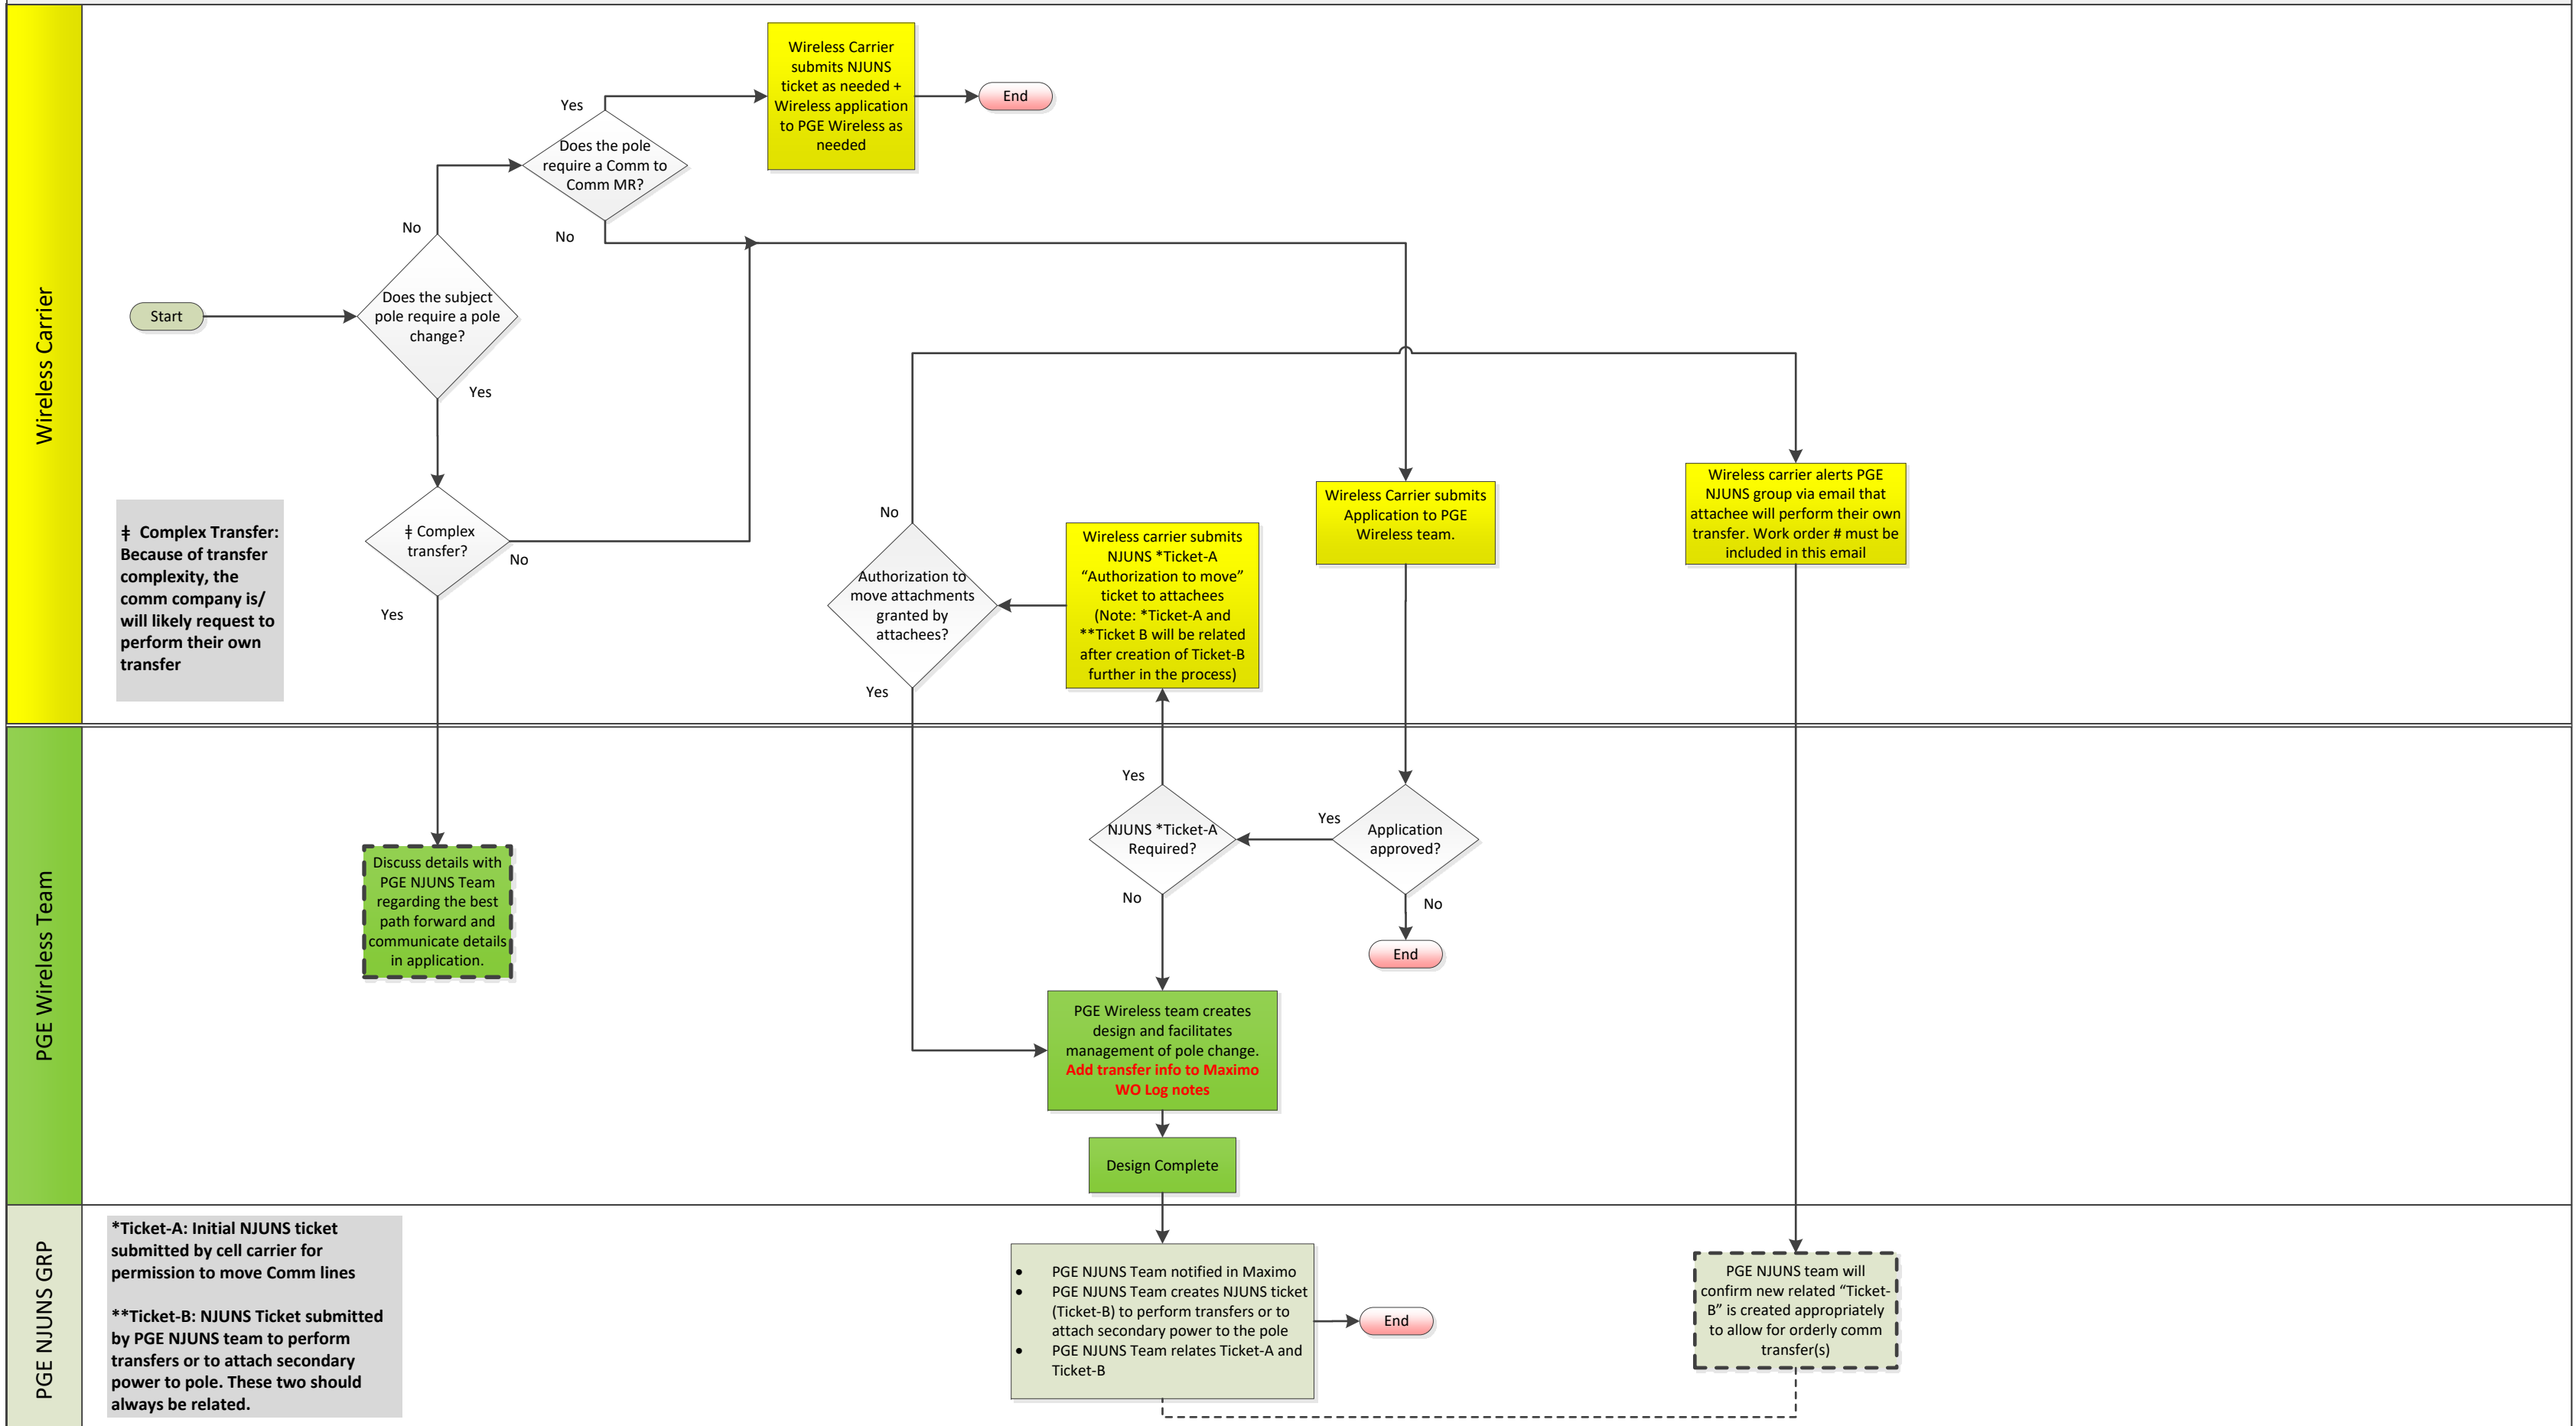 Wireless Carrier
Wireless Carrier
submits NJUNS
ticket as needed +
Wireless application
to PGE Wireless as
needed
End
Yes
Does the pole
require a Comm to
Comm MR?
No
No
Start
Does the subject
pole require a pole
change?
Yes
ǂ Complex
transfer?
No
Yes
ǂ Complex Transfer:
Because of transfer
complexity, the
comm company is/
will likely request to
perform their own
transfer
No
Authorization to
move attachments
granted by
attachees?
Yes
Wireless carrier submits
NJUNS *Ticket-A
“Authorization to move”
ticket to attachees
(Note: *Ticket-A and
**Ticket B will be related
after creation of Ticket-B
further in the process)
Wireless Carrier submits
Application to PGE
Wireless team.
Wireless carrier alerts PGE
NJUNS group via email that
attachee will perform their own
transfer. Work order # must be
included in this email
PGE Wireless Team
Discuss details with
PGE NJUNS Team
regarding the best
path forward and
communicate details
in application.
Yes
NJUNS *Ticket-A
Required?
No
Yes
Application
approved?
No
End
PGE Wireless team creates
design and facilitates
management of pole change.
Add transfer info to Maximo
WO Log notes
Design Complete
PGE NJUNS GRP
*Ticket-A: Initial NJUNS ticket
submitted by cell carrier for
permission to move Comm lines
**Ticket-B: NJUNS Ticket submitted
by PGE NJUNS team to perform
transfers or to attach secondary
power to pole. These two should
always be related.
• PGE NJUNS Team notified in Maximo
• PGE NJUNS Team creates NJUNS ticket
(Ticket-B) to perform transfers or to
attach secondary power to the pole
• PGE NJUNS Team relates Ticket-A and
Ticket-B
End
PGE NJUNS team will
confirm new related “Ticket-
B” is created appropriately
to allow for orderly comm
transfer(s)